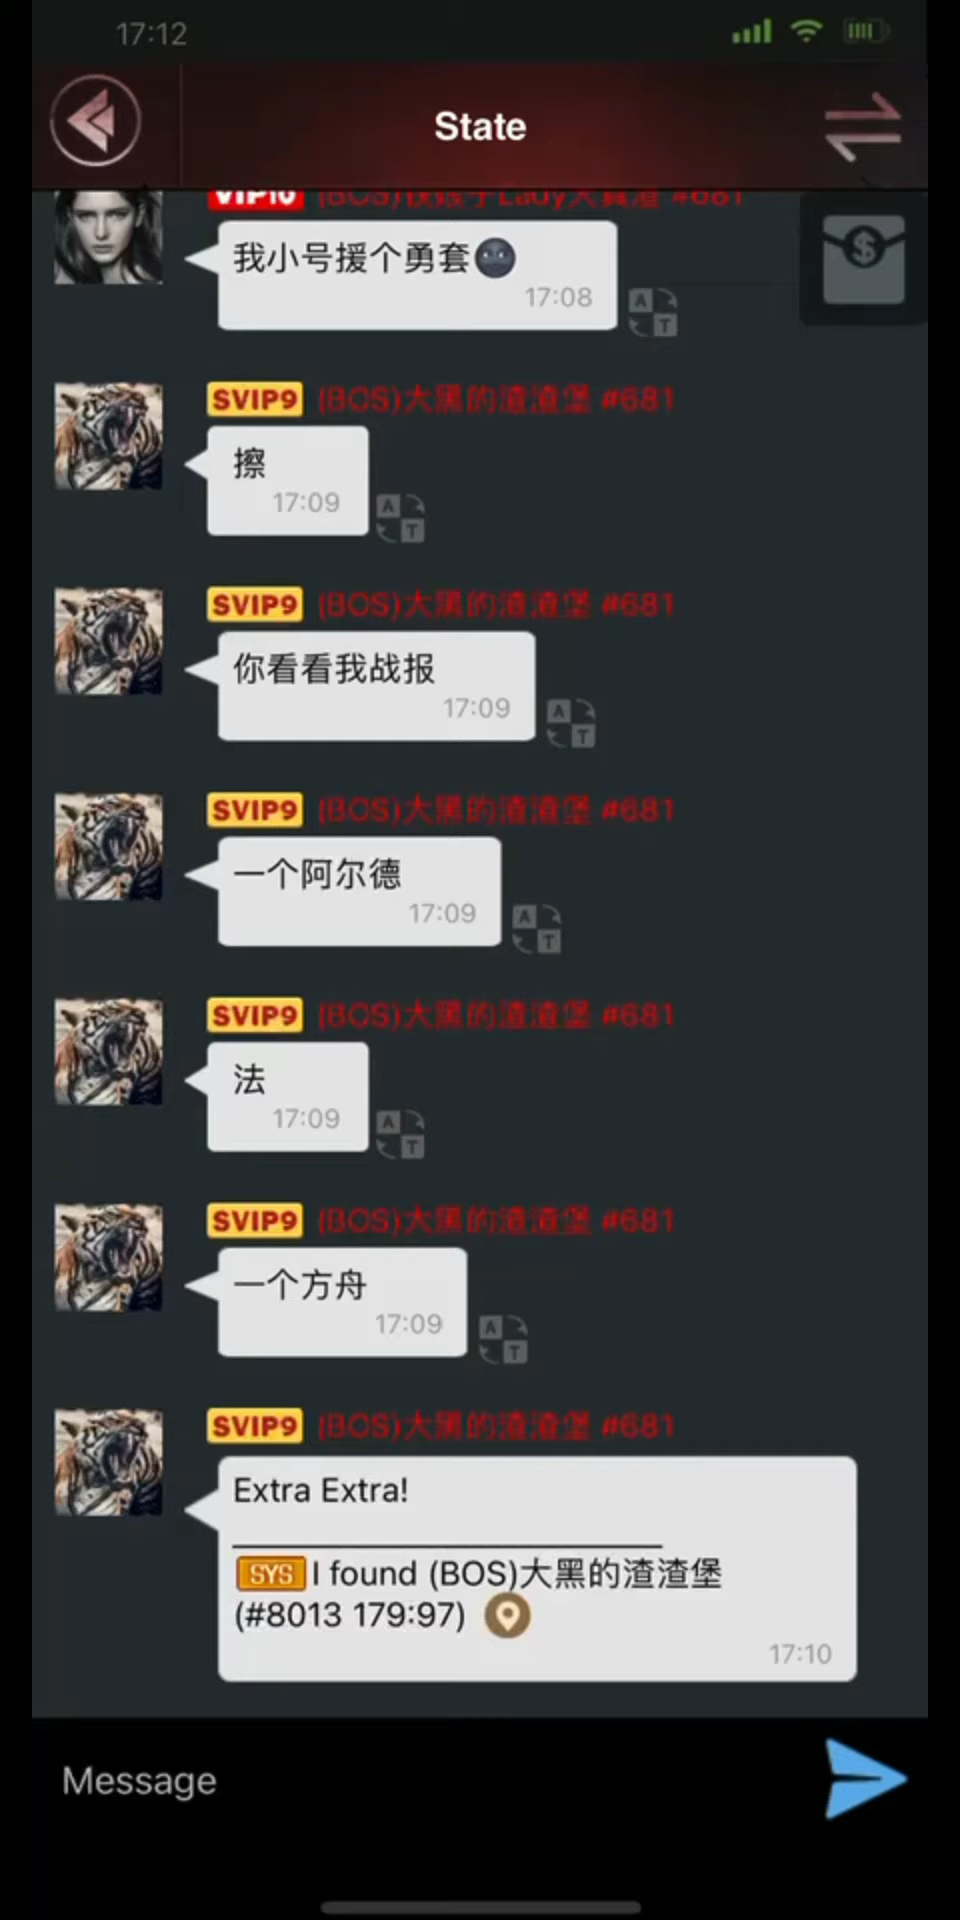 17:12
State
VIP10
我小号援个勇套
17:08
SVIP9 (BOS)大黑的渣渣堡 #681
擦
17:09
SVIP9 (BOS)大黑的渣渣堡 #681
你看看我战报
17:09
SVIP9 (BOS)大黑的渣渣堡 #681
一个阿尔德
17:09
SVIP9 (BOS)大黑的渣渣堡 #681
法
17:09
SVIP9 (BOS)大黑的渣渣堡 #681
一个方舟
17:09
SVIP9 (BOS)大黑的渣渣堡 #681
Extra Extra!
SYS I found (BOS)大黑的渣渣堡
(#8013 179:97)
17:10
Message